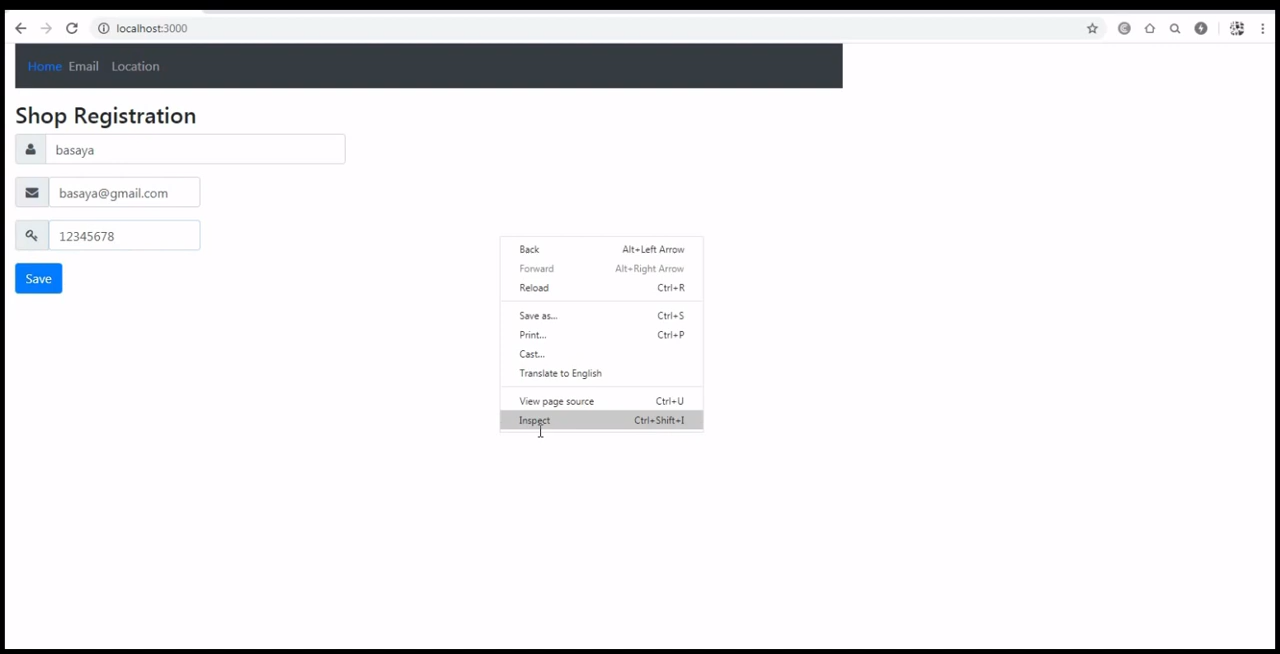 localhost:3000
Home Email Location
Shop Registration
basaya
basaya@gmail.com
12345678
Save
Back Alt+Left Arrow
Forward Alt+Right Arrow
Reload Ctrl+R
Save as... Ctrl+S
Print... Ctrl+P
Cast...
Translate to English
View page source Ctrl+U
Inspect Ctrl+Shift+I